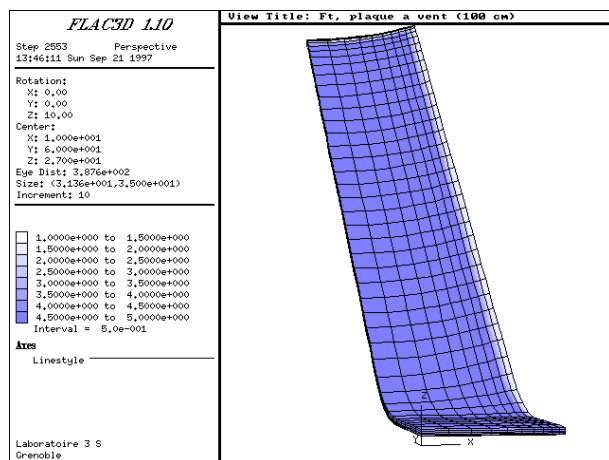 FLAC3D 1.10
Step 2553 Perspective
13:46:11 Sun Sep 21 1997
Rotation:
X: 0.00
Y: 0.00
Z: 10.00
Center:
X: 1.000e+001
Y: 6.000e+001
Z: 2.700e+001
Eye Dist: 3.876e+002
Size: (3.136e+001,3.500e+001)
Increment: 10
1.0000e+000 to 1.5000e+000
1.5000e+000 to 2.0000e+000
2.0000e+000 to 2.5000e+000
2.5000e+000 to 3.0000e+000
3.0000e+000 to 3.5000e+000
3.5000e+000 to 4.0000e+000
4.0000e+000 to 4.5000e+000
4.5000e+000 to 5.0000e+000
Interval = 5.0e-001
Axes
Linestyle
Laboratoire 3 S
Grenoble
View Title: Ft, plaque a vent (100 cm)
Z
Y
X